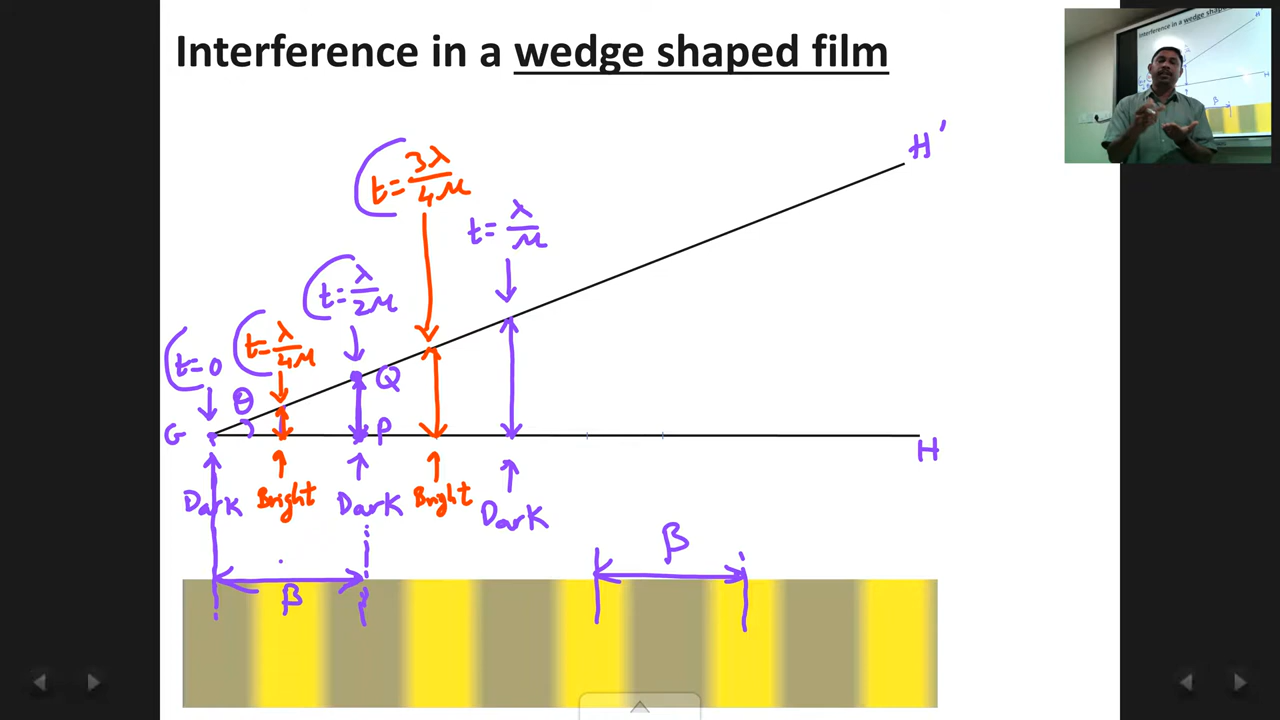 Interference in a wedge shaped film
H'
t=3λ/4μ
t=λ/μ
t=λ/2μ
t=λ/4μ
t=0
θ
Q
G
P
H
Dark
Bright
Dark
Bright
Dark
β
β